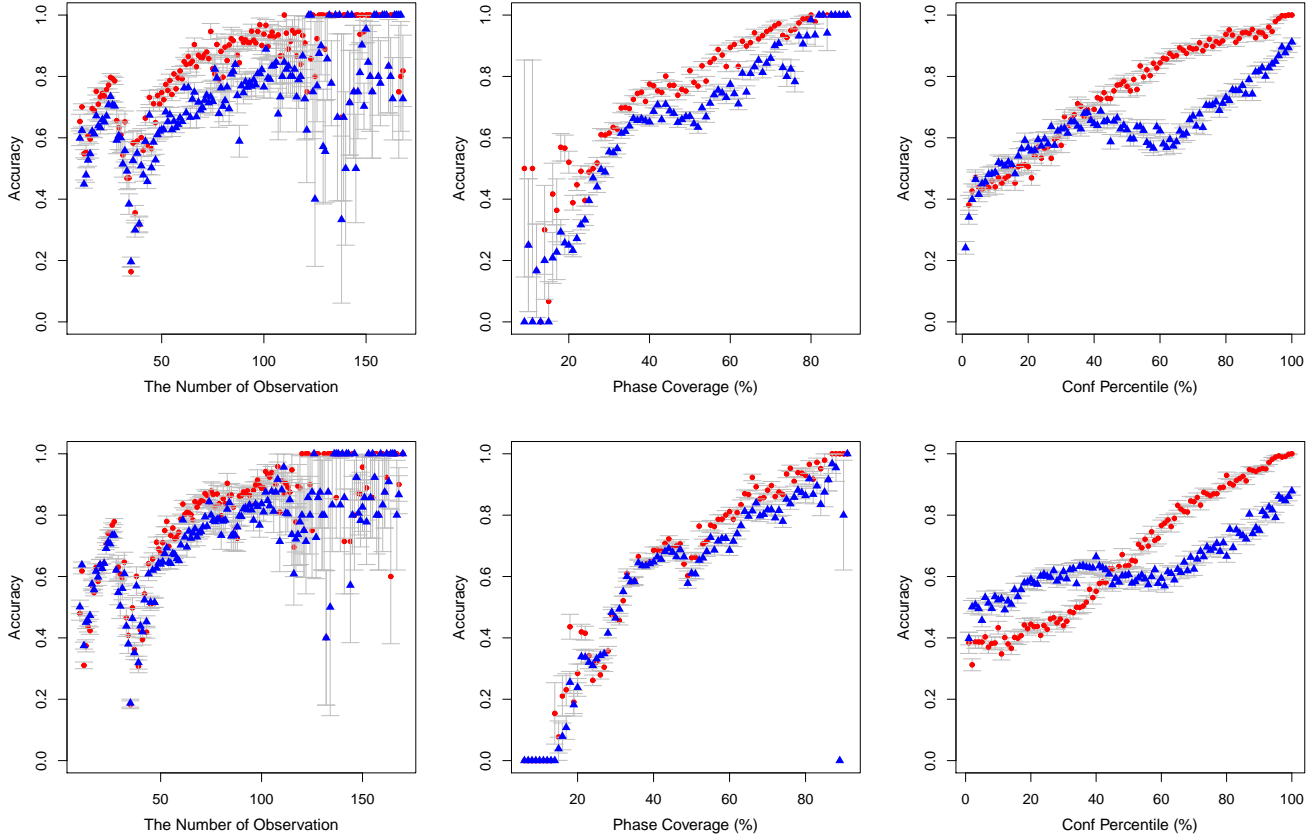 0.0 0.2 0.4 0.6 0.8 1.0
Accuracy
50 100 150
The Number of Observation
0.0 0.2 0.4 0.6 0.8 1.0
Accuracy
20 40 60 80
Phase Coverage (%)
0.0 0.2 0.4 0.6 0.8 1.0
Accuracy
0 20 40 60 80 100
Conf Percentile (%)
0.0 0.2 0.4 0.6 0.8 1.0
Accuracy
50 100 150
The Number of Observation
0.0 0.2 0.4 0.6 0.8 1.0
Accuracy
20 40 60 80
Phase Coverage (%)
0.0 0.2 0.4 0.6 0.8 1.0
Accuracy
0 20 40 60 80 100
Conf Percentile (%)